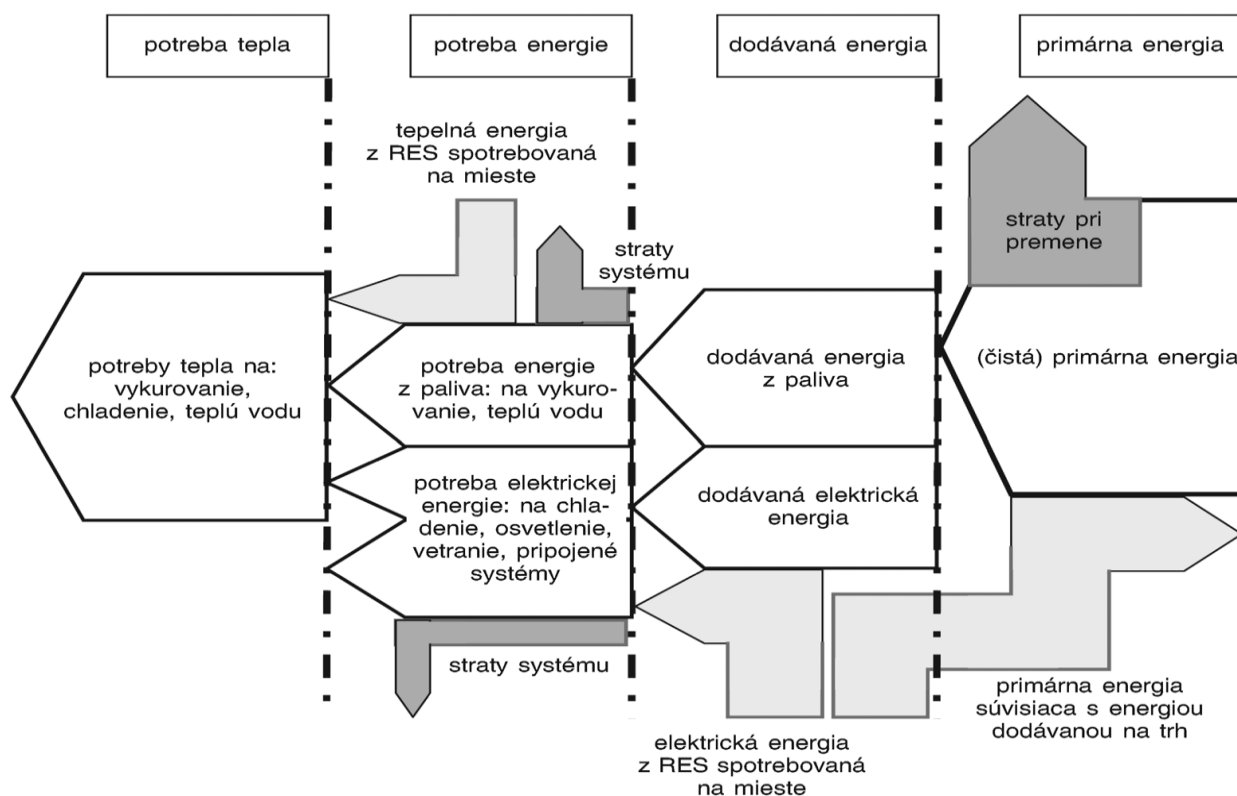 potreba tepla
potreba energie
dodávaná energia
primárna energia
tepelná energia
z RES spotrebovaná
na mieste
straty
systému
straty pri
premene
potreby tepla na:
vykurovanie,
chladenie, teplú vodu
potreba energie
z paliva: na vykuro-
vanie, teplú vodu
dodávaná energia
z paliva
(čistá) primárna energia
potreba elektrickej
energie: na chla-
denie, osvetlenie,
vetranie, pripojené
systémy
dodávaná elektrická
energia
straty systému
elektrická energia
z RES spotrebovaná
na mieste
primárna energia
súvisiaca s energiou
dodávanou na trh